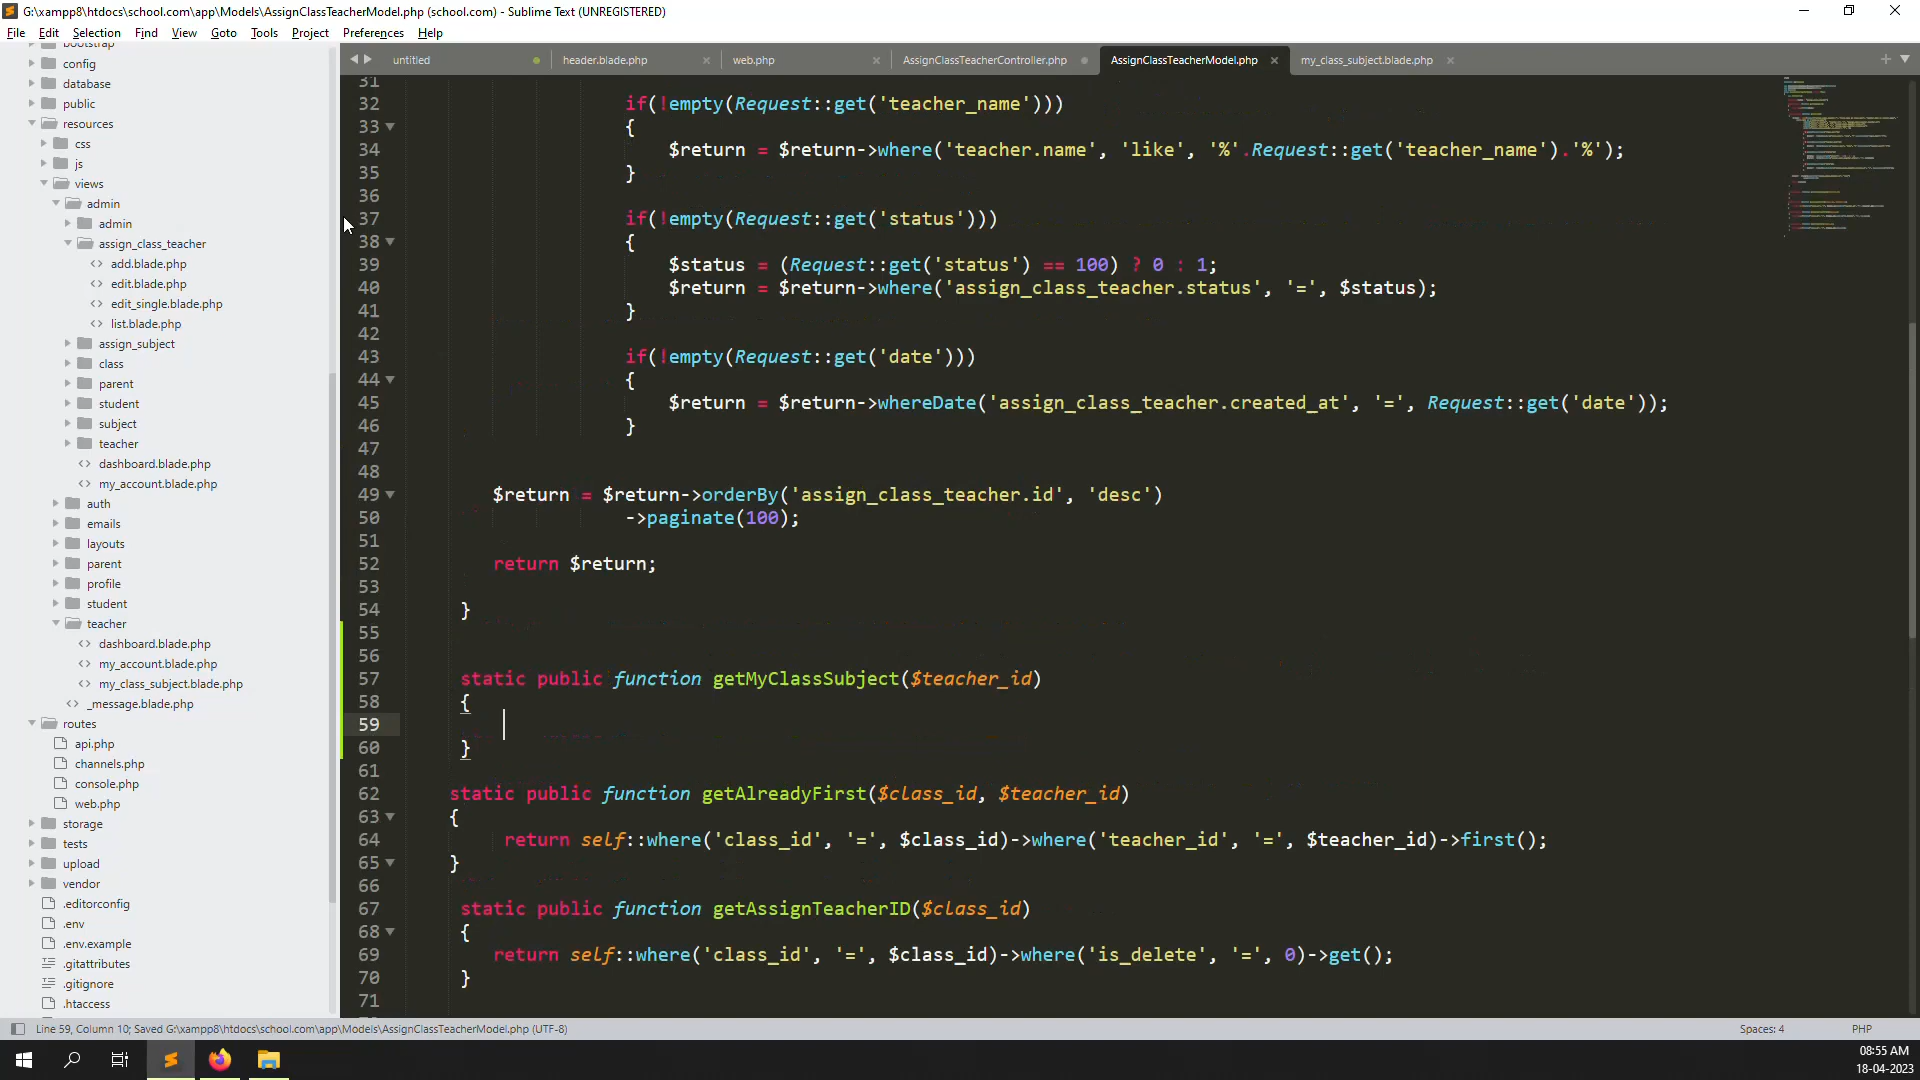 G:\xampp8\htdocs\school.com\app\Models\AssignClassTeacherModel.php (school.com) - Sublime Text (UNREGISTERED)
File Edit Selection Find View Goto Tools Project Preferences Help
bootstrap
config
database
public
resources
css
js
views
admin
admin
assign_class_teacher
add.blade.php
edit.blade.php
edit_single.blade.php
list.blade.php
assign_subject
class
parent
student
subject
teacher
dashboard.blade.php
my_account.blade.php
auth
emails
layouts
parent
profile
student
teacher
dashboard.blade.php
my_account.blade.php
my_class_subject.blade.php
_message.blade.php
routes
api.php
channels.php
console.php
web.php
storage
tests
upload
vendor
.editorconfig
.env
.env.example
.gitattributes
.gitignore
.htaccess
untitled header.blade.php web.php AssignClassTeacherController.php AssignClassTeacherModel.php my_class_subject.blade.php
31
32 if(!empty(Request::get('teacher_name')))
33 {
34 $return = $return->where('teacher.name', 'like', '%'.Request::get('teacher_name').'%');
35 }
36
37 if(!empty(Request::get('status')))
38 {
39 $status = (Request::get('status') == 100) ? 0 : 1;
40 $return = $return->where('assign_class_teacher.status', '=', $status);
41 }
42
43 if(!empty(Request::get('date')))
44 {
45 $return = $return->whereDate('assign_class_teacher.created_at', '=', Request::get('date'));
46 }
47
48
49 $return = $return->orderBy('assign_class_teacher.id', 'desc')
50 ->paginate(100);
51
52 return $return;
53
54 }
55
56
57 static public function getMyClassSubject($teacher_id)
58 {
59
60 }
61
62 static public function getAlreadyFirst($class_id, $teacher_id)
63 {
64 return self::where('class_id', '=', $class_id)->where('teacher_id', '=', $teacher_id)->first();
65 }
66
67 static public function getAssignTeacherID($class_id)
68 {
69 return self::where('class_id', '=', $class_id)->where('is_delete', '=', 0)->get();
70 }
71
Line 59, Column 10; Saved G:\xampp8\htdocs\school.com\app\Models\AssignClassTeacherModel.php (UTF-8) Spaces: 4 PHP
08:55 AM
18-04-2023